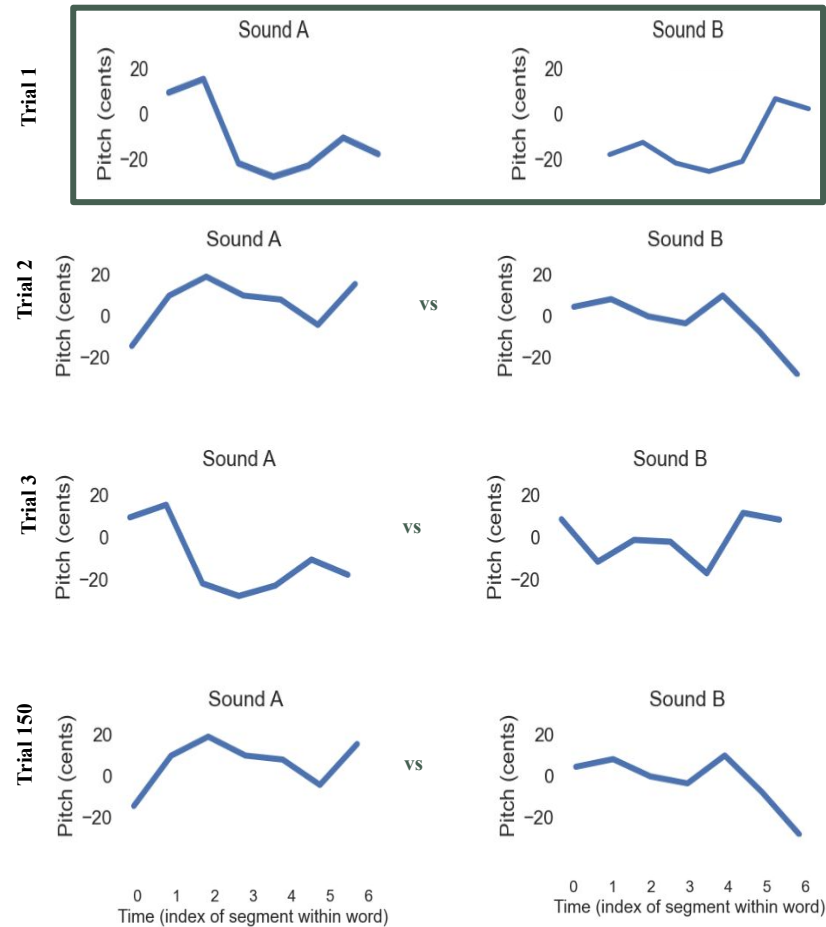 Sound A
Sound B
Trial 1
Pitch (cents)
20
0
−20
Pitch (cents)
20
0
−20
Sound A
Sound B
Trial 2
Pitch (cents)
20
0
−20
vs
Pitch (cents)
20
0
−20
Sound A
Sound B
Trial 3
Pitch (cents)
20
0
−20
vs
Pitch (cents)
20
0
−20
Sound A
Sound B
Trial 150
Pitch (cents)
20
0
−20
vs
Pitch (cents)
20
0
−20
0 1 2 3 4 5 6
Time (index of segment within word)
0 1 2 3 4 5 6
Time (index of segment within word)